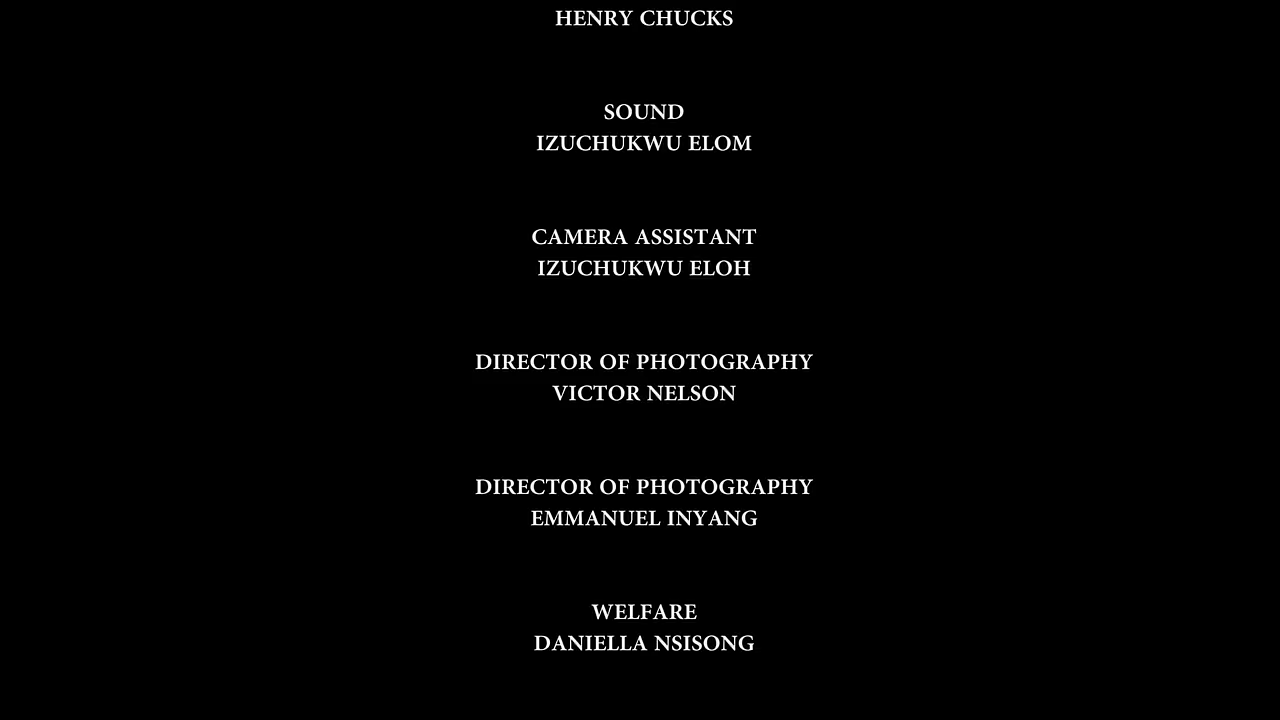 HENRY CHUCKS
SOUND
IZUCHUKWU ELOM
CAMERA ASSISTANT
IZUCHUKWU ELOH
DIRECTOR OF PHOTOGRAPHY
VICTOR NELSON
DIRECTOR OF PHOTOGRAPHY
EMMANUEL INYANG
WELFARE
DANIELLA NSISONG